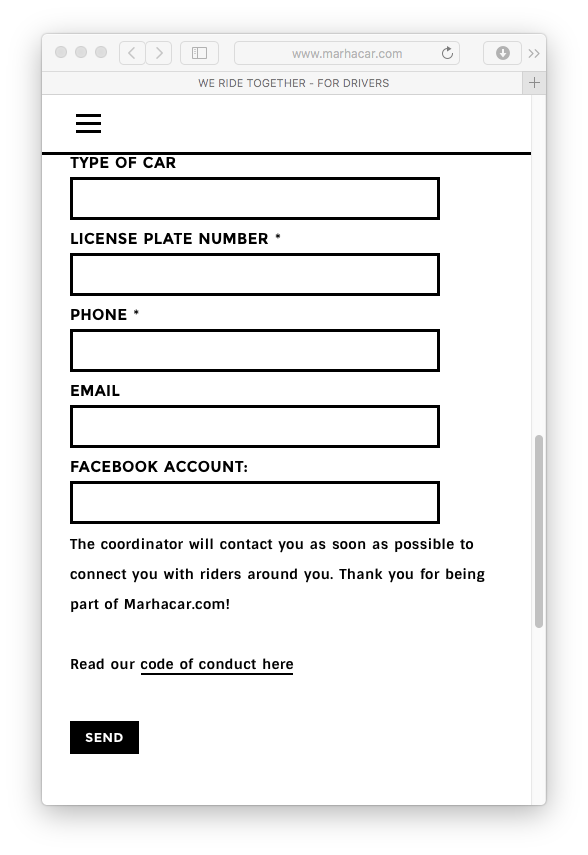 www.marhacar.com
WE RIDE TOGETHER - FOR DRIVERS
TYPE OF CAR
LICENSE PLATE NUMBER *
PHONE *
EMAIL
FACEBOOK ACCOUNT:
The coordinator will contact you as soon as possible to
connect you with riders around you. Thank you for being
part of Marhacar.com!
Read our code of conduct here
SEND